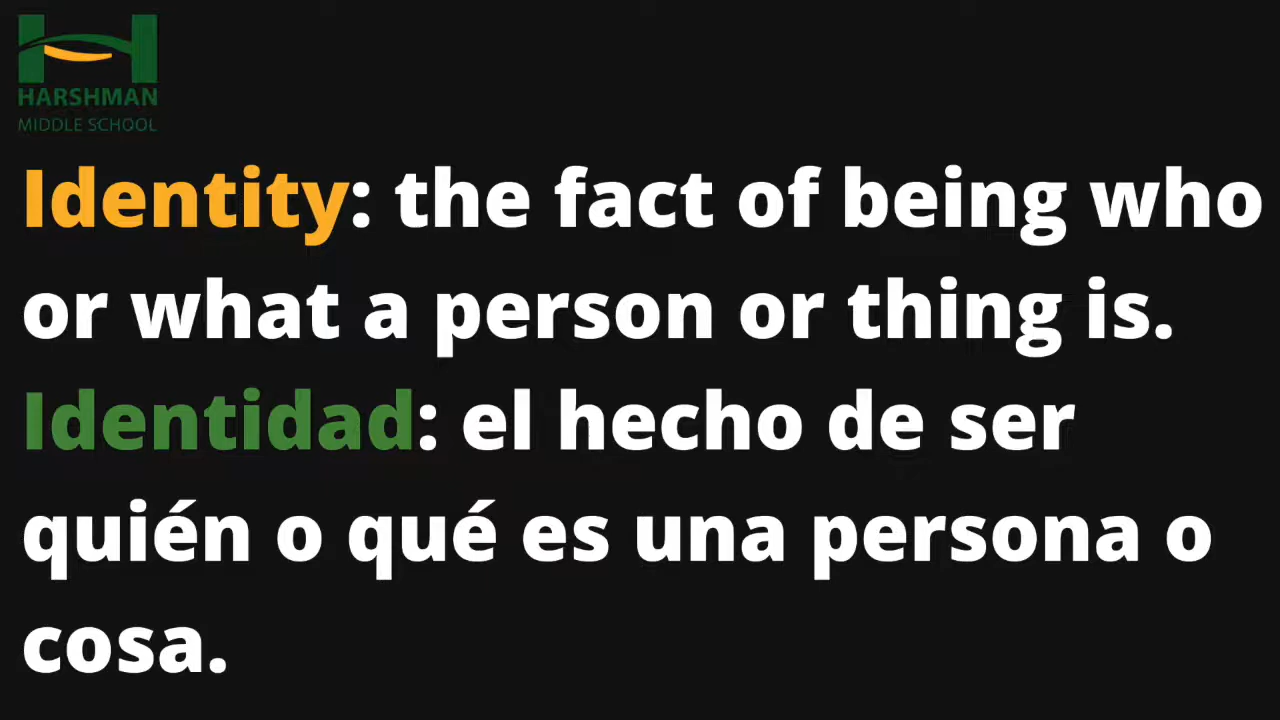 HARSHMAN
MIDDLE SCHOOL
Identity: the fact of being who
or what a person or thing is.
Identidad: el hecho de ser
quién o qué es una persona o
cosa.